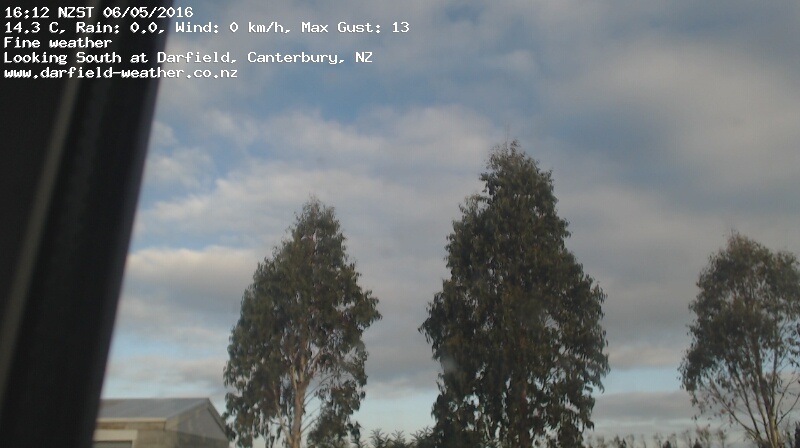 16:12 NZST 06/05/2016
14.3 C, Rain: 0.0, Wind: 0 km/h, Max Gust: 13
Fine weather
Looking South at Darfield, Canterbury, NZ
www.darfield-weather.co.nz